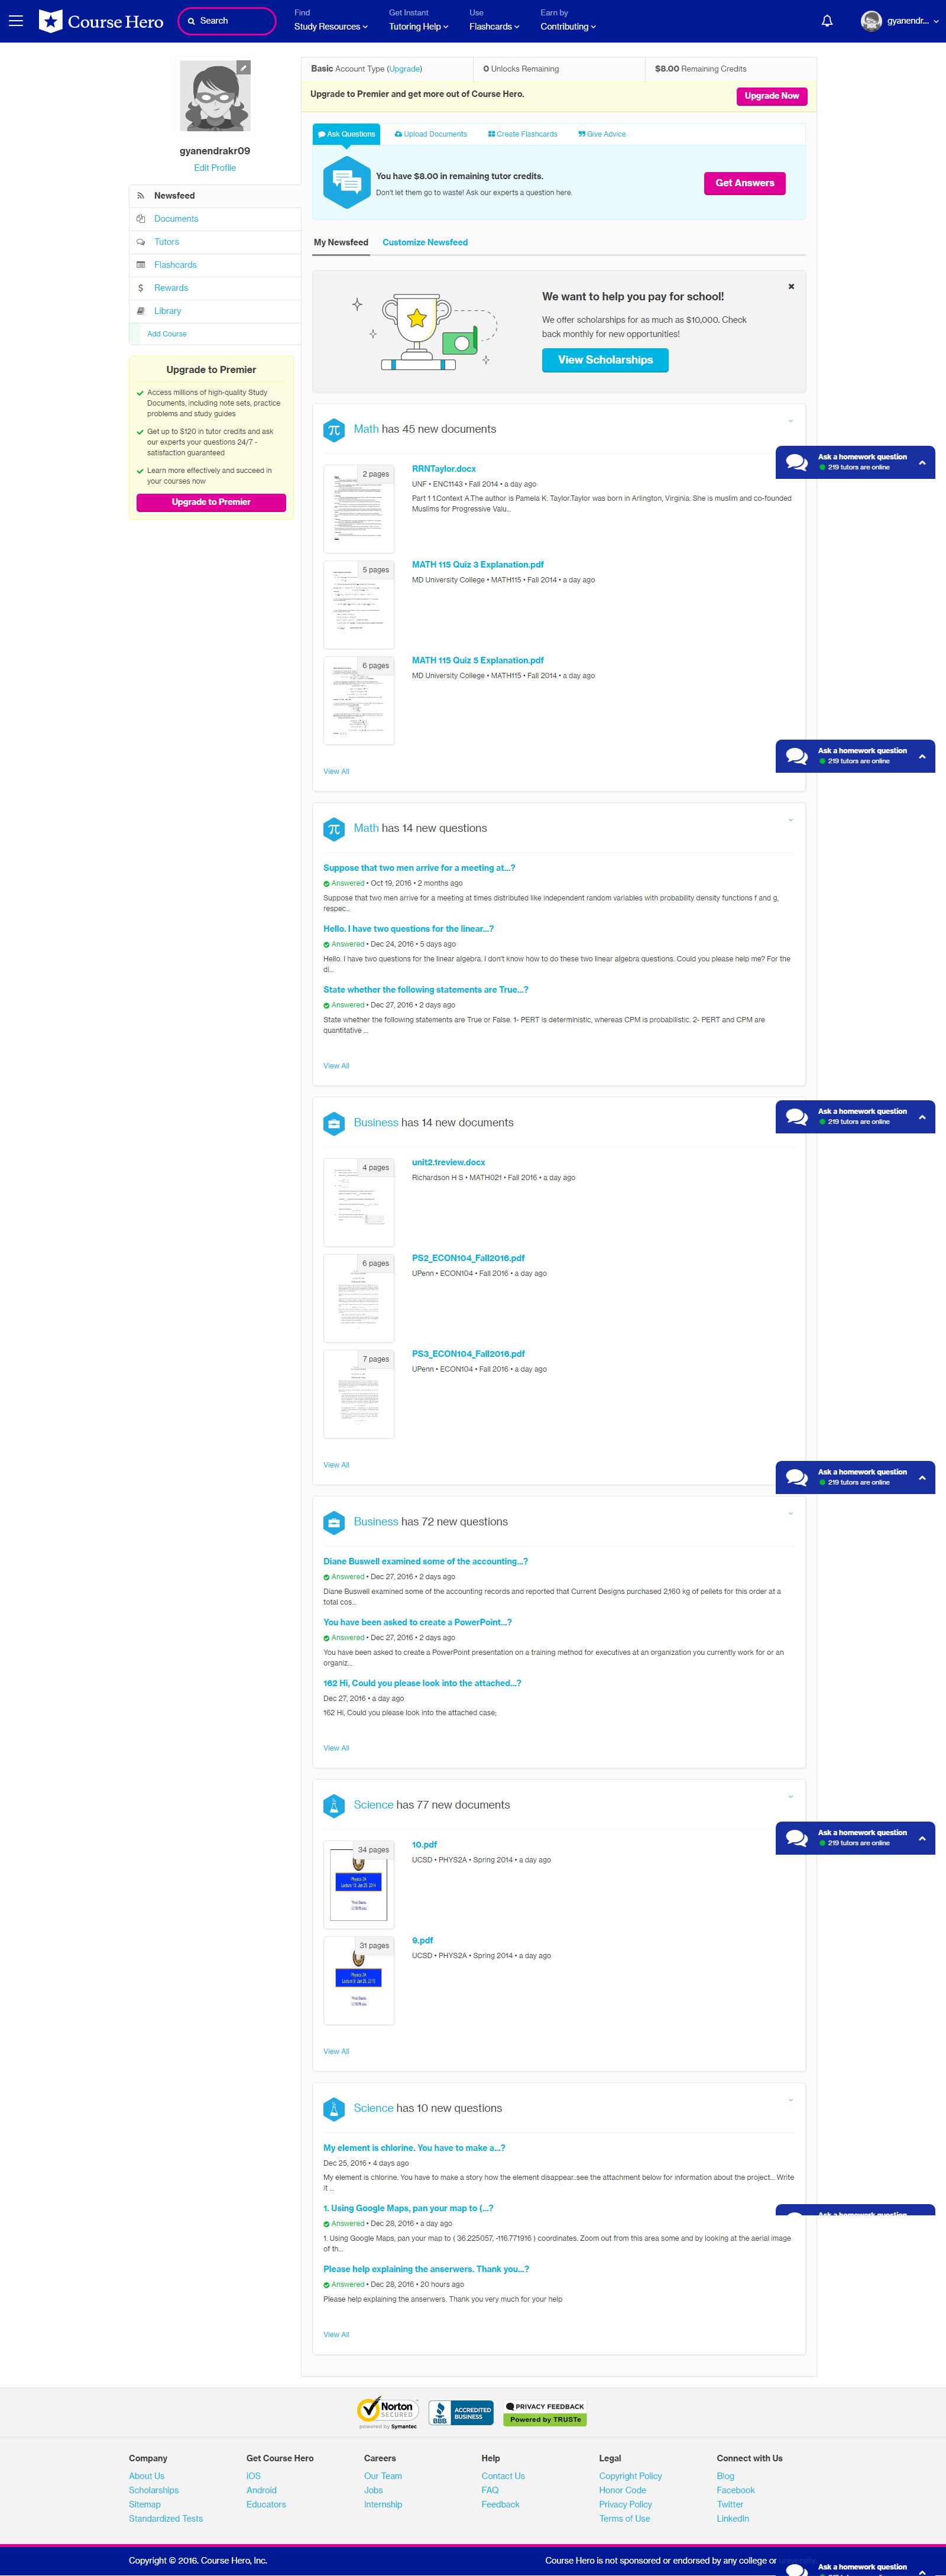 Course Hero
Search
Find
Study Resources
Get Instant
Tutoring Help
Use
Flashcards
Earn by
Contributing
gyanendr...
gyanendrakr09
Edit Profile
Newsfeed
Documents
Tutors
Flashcards
Rewards
Library
Add Course
Upgrade to Premier
Access millions of high-quality Study
Documents, including note sets, practice
problems and study guides
Get up to $120 in tutor credits and ask
our experts your questions 24/7 -
satisfaction guaranteed
Learn more effectively and succeed in
your courses now
Upgrade to Premier
Basic Account Type (Upgrade)
0 Unlocks Remaining
$8.00 Remaining Credits
Upgrade to Premier and get more out of Course Hero.
Upgrade Now
Ask Questions
Upload Documents
Create Flashcards
Give Advice
You have $8.00 in remaining tutor credits.
Don't let them go to waste! Ask our experts a question here.
Get Answers
My Newsfeed
Customize Newsfeed
We want to help you pay for school!
We offer scholarships for as much as $10,000. Check
back monthly for new opportunities!
View Scholarships
Math has 45 new documents
Ask a homework question
219 tutors are online
2 pages
RRNTaylor.docx
UNF • ENC1143 • Fall 2014 • a day ago
Part 1 1.Context A.The author is Pamela K. Taylor.Taylor was born in Arlington, Virginia. She is muslim and co-founded
Muslims for Progressive Valu...
5 pages
MATH 115 Quiz 3 Explanation.pdf
MD University College • MATH115 • Fall 2014 • a day ago
6 pages
MATH 115 Quiz 5 Explanation.pdf
MD University College • MATH115 • Fall 2014 • a day ago
Ask a homework question
219 tutors are online
View All
Math has 14 new questions
Suppose that two men arrive for a meeting at...?
Answered • Oct 19, 2016 • 2 months ago
Suppose that two men arrive for a meeting at times distributed like independent random variables with probability density functions f and g,
respec...
Hello. I have two questions for the linear...?
Answered • Dec 24, 2016 • 5 days ago
Hello. I have two questions for the linear algebra. I don't know how to do these two linear algebra questions. Could you please help me? For the
di...
State whether the following statements are True...?
Answered • Dec 27, 2016 • 2 days ago
State whether the following statements are True or False. 1- PERT is deterministic, whereas CPM is probabilistic. 2- PERT and CPM are
quantitative ...
View All
Business has 14 new documents
Ask a homework question
219 tutors are online
4 pages
unit2.1review.docx
Richardson H S • MATH021 • Fall 2016 • a day ago
6 pages
PS2_ECON104_Fall2016.pdf
UPenn • ECON104 • Fall 2016 • a day ago
7 pages
PS3_ECON104_Fall2016.pdf
UPenn • ECON104 • Fall 2016 • a day ago
View All
Ask a homework question
219 tutors are online
Business has 72 new questions
Diane Buswell examined some of the accounting...?
Answered • Dec 27, 2016 • 2 days ago
Diane Buswell examined some of the accounting records and reported that Current Designs purchased 2,160 kg of pellets for this order at a
total cos...
You have been asked to create a PowerPoint...?
Answered • Dec 27, 2016 • 2 days ago
You have been asked to create a PowerPoint presentation on a training method for executives at an organization you currently work for or an
organiz...
162 Hi, Could you please look into the attached...?
Dec 27, 2016 • a day ago
162 Hi, Could you please look into the attached case;
View All
Science has 77 new documents
Ask a homework question
219 tutors are online
34 pages
10.pdf
UCSD • PHYS2A • Spring 2014 • a day ago
31 pages
9.pdf
UCSD • PHYS2A • Spring 2014 • a day ago
View All
Science has 10 new questions
My element is chlorine. You have to make a...?
Dec 25, 2016 • 4 days ago
My element is chlorine. You have to make a story how the element disappear..see the attachment below for information about the project... Write
it ...
1. Using Google Maps, pan your map to (...?
Ask a homework question
Answered • Dec 28, 2016 • a day ago
1. Using Google Maps, pan your map to ( 36.225057, -116.771916 ) coordinates. Zoom out from this area some and by looking at the aerial image
of th...
Please help explaining the anserwers. Thank you...?
Answered • Dec 28, 2016 • 20 hours ago
Please help explaining the anserwers. Thank you very much for your help
View All
Norton
SECURED
powered by Symantec
BBB
ACCREDITED
BUSINESS
PRIVACY FEEDBACK
Powered by TRUSTe
Company
About Us
Scholarships
Sitemap
Standardized Tests
Get Course Hero
iOS
Android
Educators
Careers
Our Team
Jobs
Internship
Help
Contact Us
FAQ
Feedback
Legal
Copyright Policy
Honor Code
Privacy Policy
Terms of Use
Connect with Us
Blog
Facebook
Twitter
LinkedIn
Copyright © 2016. Course Hero, Inc.
Course Hero is not sponsored or endorsed by any college or
Ask a homework question